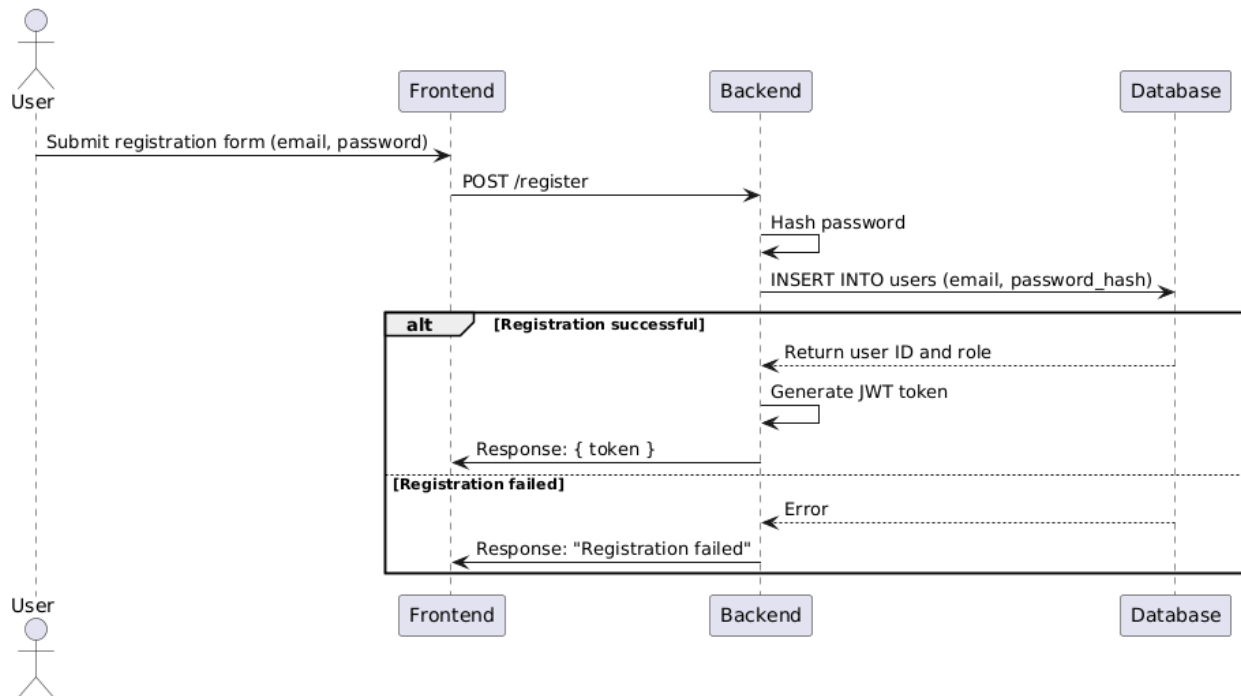 User
Frontend
Backend
Database
Submit registration form (email, password)
POST /register
Hash password
INSERT INTO users (email, password_hash)
alt
[Registration successful]
Return user ID and role
Generate JWT token
Response: { token }
[Registration failed]
Error
Response: "Registration failed"
User
Frontend
Backend
Database